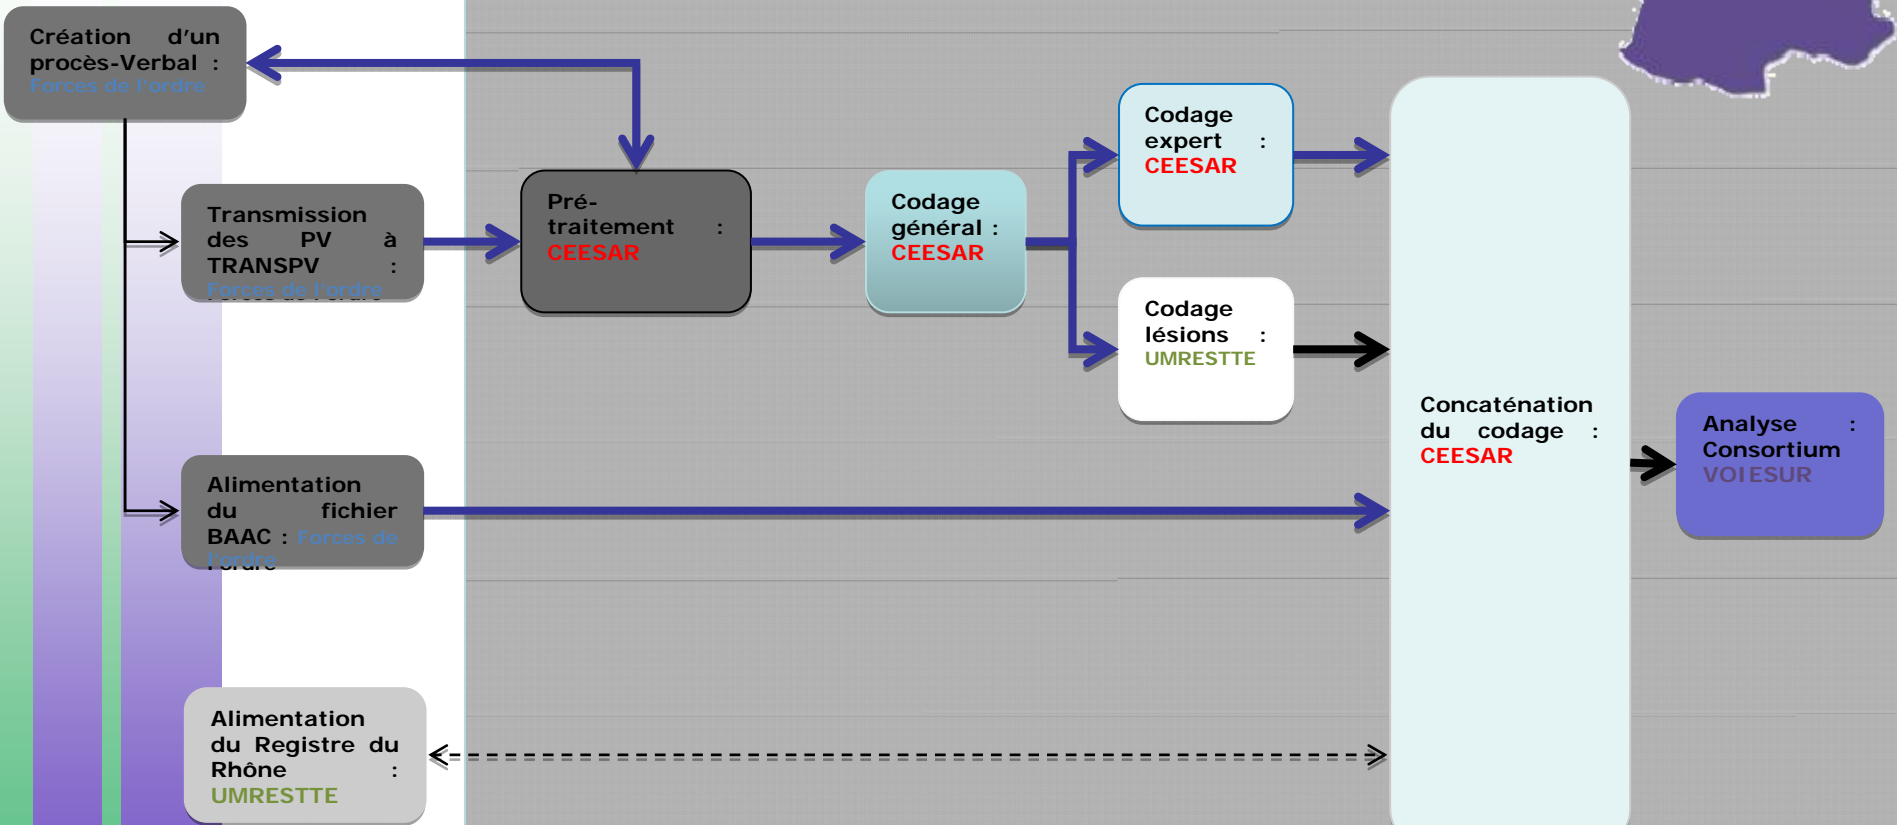 Création d'un
procès-Verbal :
Forces de l'ordre
Transmission
des PV à
TRANSPV :
Forces de l'ordre
Pré-
traitement :
CEESAR
Codage
général :
CEESAR
Codage
expert :
CEESAR
Codage
lésions :
UMRESTTE
Alimentation
du fichier
BAAC : Forces de
l'ordre
Alimentation
du Registre du
Rhône :
UMRESTTE
Concaténation
du codage :
CEESAR
Analyse :
Consortium
VOIESUR